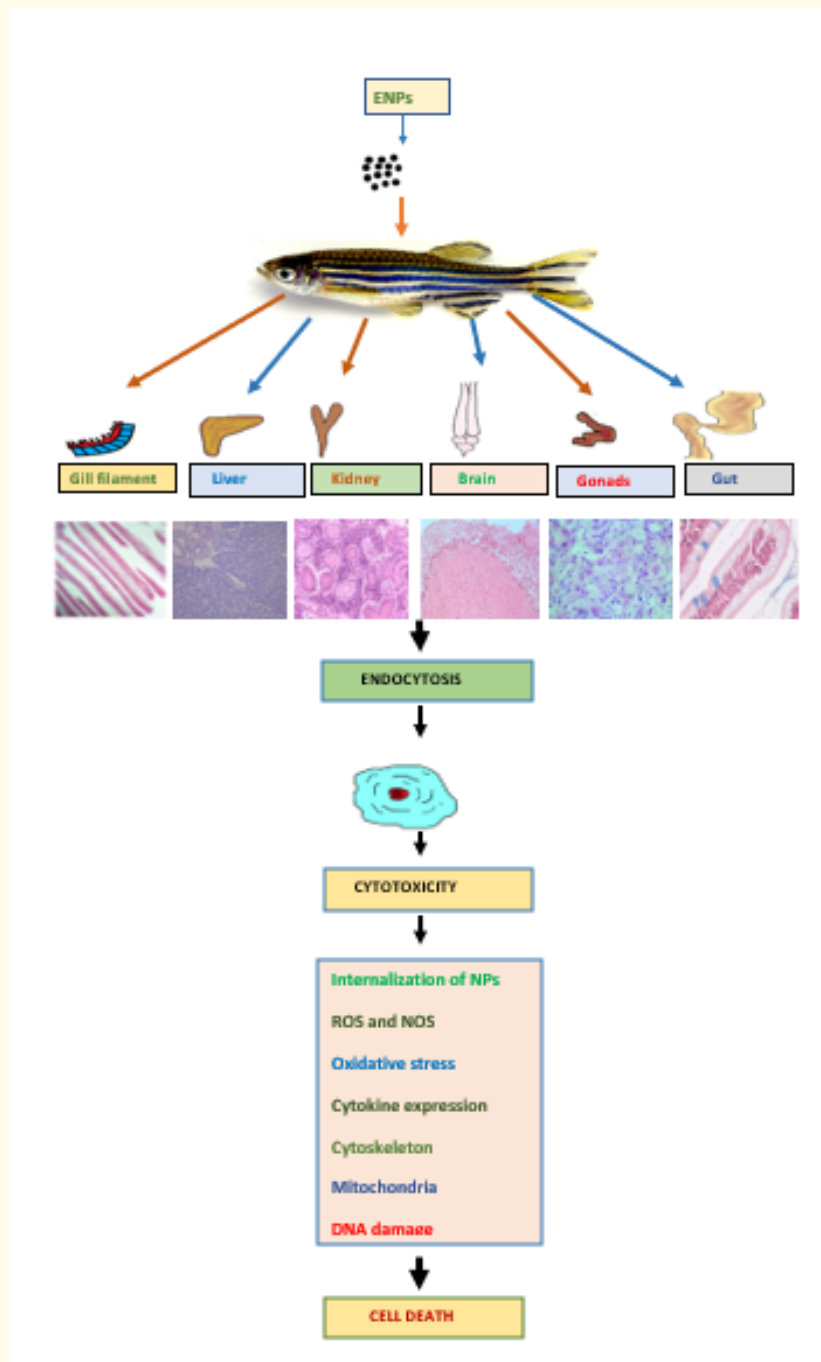 ENPs
Gill filament
Liver
Kidney
Brain
Gonads
Gut
ENDOCYTOSIS
CYTOTOXICITY
Internalization of NPs
ROS and NOS
Oxidative stress
Cytokine expression
Cytoskeleton
Mitochondria
DNA damage
CELL DEATH